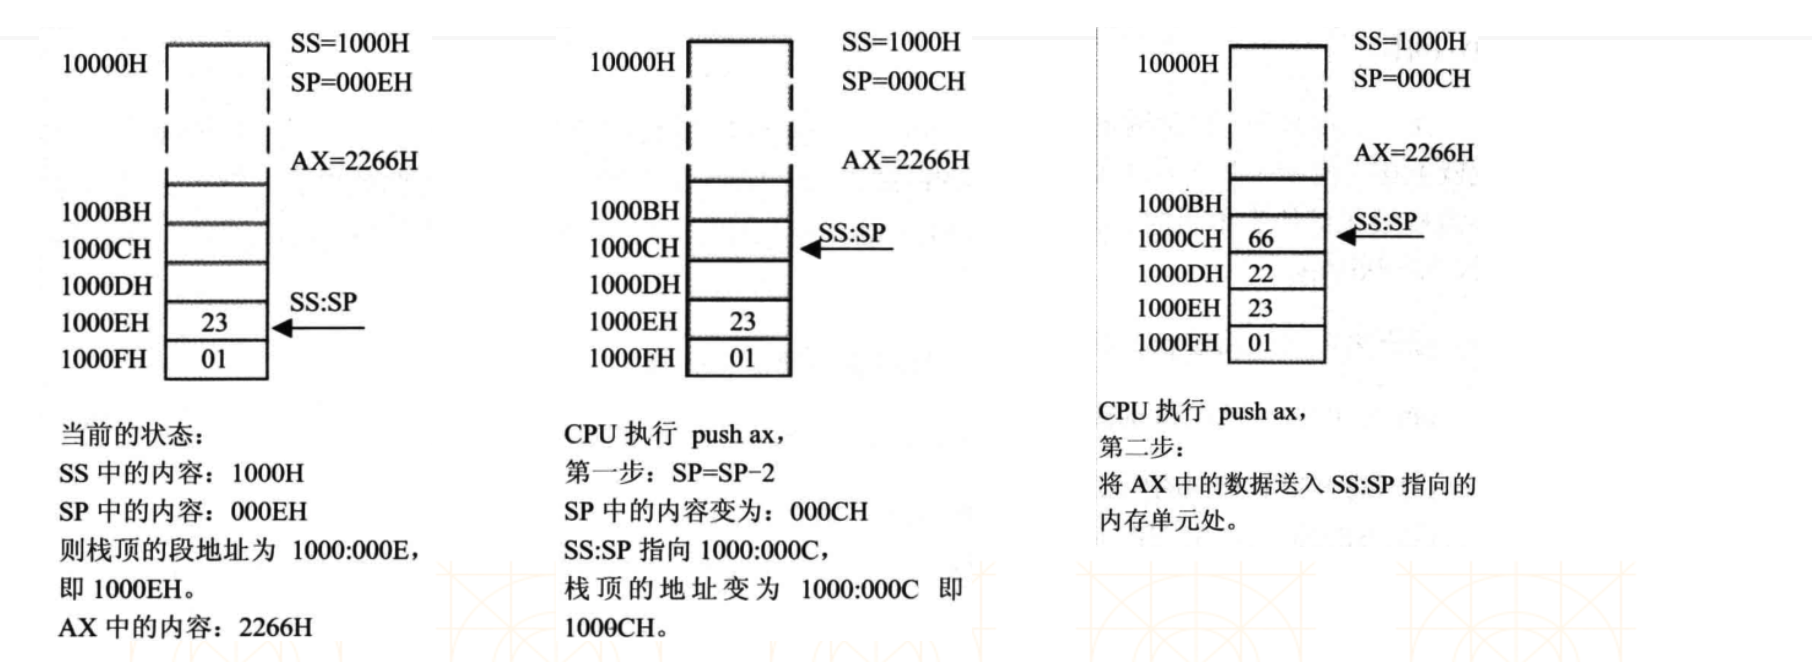 10000H
SS=1000H
SP=000EH
AX=2266H
1000BH
1000CH
1000DH
SS:SP
1000EH 23
1000FH 01
当前的状态：
SS 中的内容：1000H
SP 中的内容：000EH
则栈顶的段地址为 1000:000E，
即 1000EH。
AX 中的内容：2266H
10000H
SS=1000H
SP=000CH
AX=2266H
1000BH
SS:SP
1000CH
1000DH
1000EH 23
1000FH 01
CPU 执行 push ax，
第一步：SP=SP-2
SP 中的内容变为：000CH
SS:SP 指向 1000:000C，
栈顶的地址变为 1000:000C 即
1000CH。
10000H
SS=1000H
SP=000CH
AX=2266H
1000BH
SS:SP
1000CH 66
1000DH 22
1000EH 23
1000FH 01
CPU 执行 push ax，
第二步：
将 AX 中的数据送入 SS:SP 指向的
内存单元处。